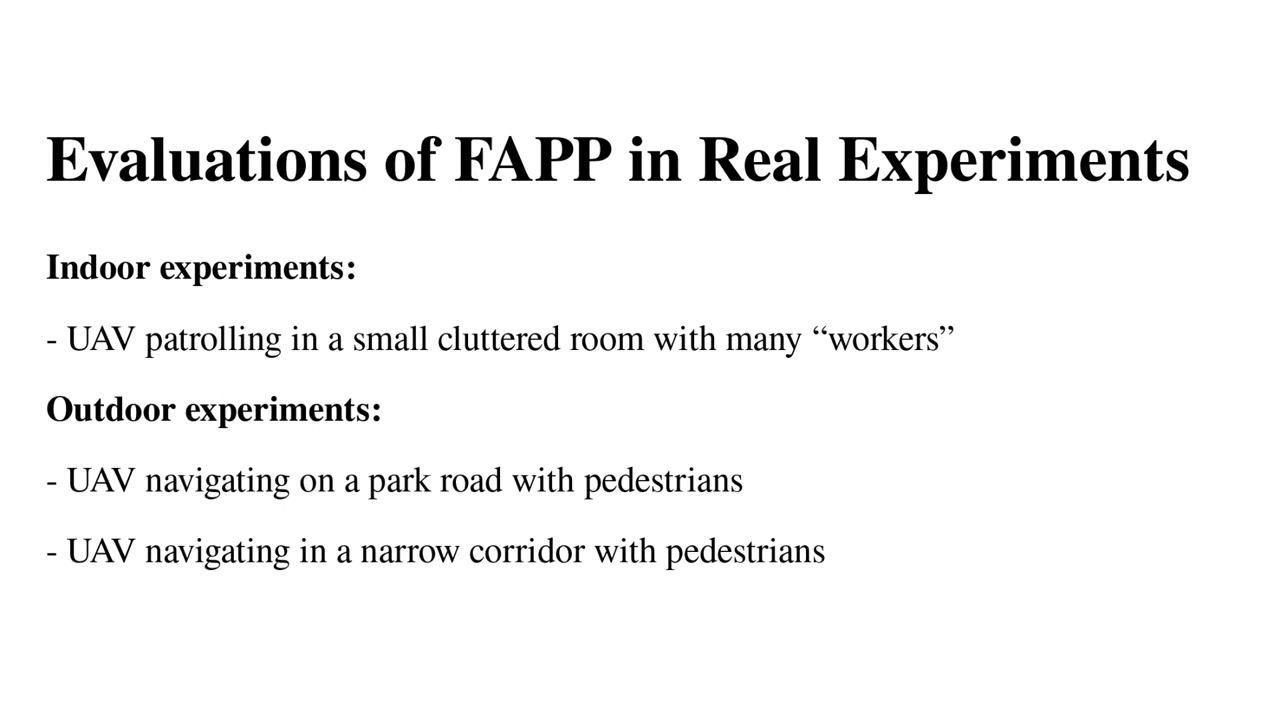 Evaluations of FAPP in Real Experiments
Indoor experiments:
- UAV patrolling in a small cluttered room with many “workers”
Outdoor experiments:
- UAV navigating on a park road with pedestrians
- UAV navigating in a narrow corridor with pedestrians